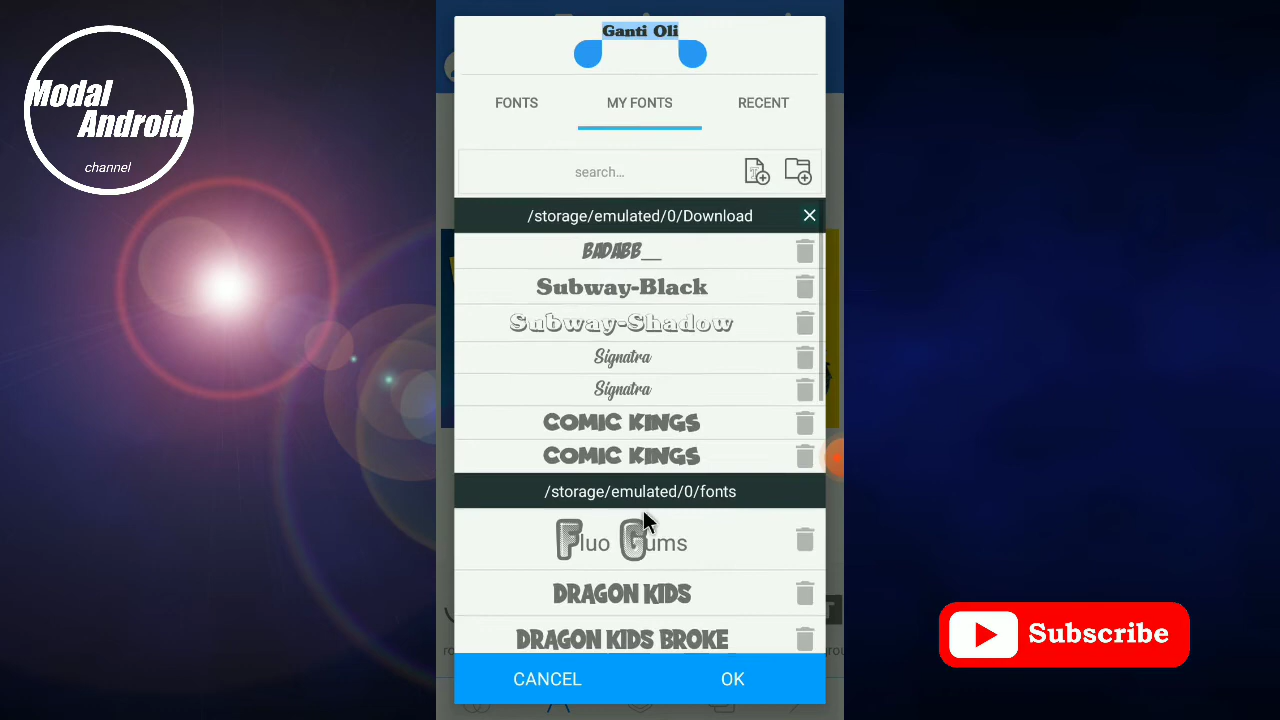 Modal
Android
channel
Ganti Oli
FONTS
MY FONTS
RECENT
search...
/storage/emulated/0/Download
BADABB__
Subway-Black
Subway-Shadow
Signatra
Signatra
COMIC KINGS
COMIC KINGS
/storage/emulated/0/fonts
Fluo Gums
DRAGON KIDS
DRAGON KIDS BROKE
CANCEL
OK
Subscribe